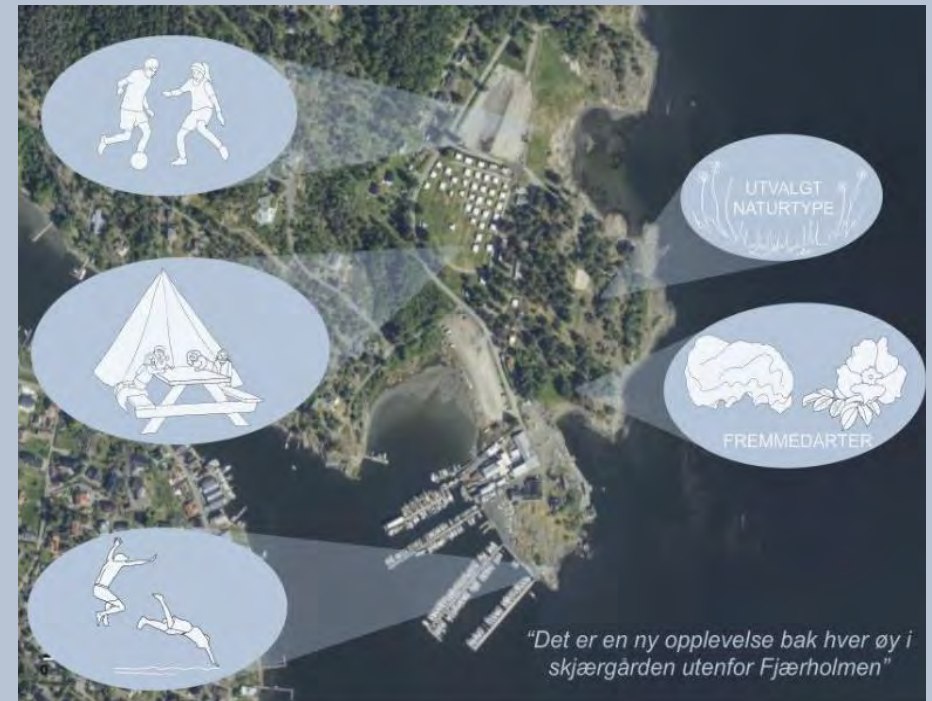 UTVALGT
NATURTYPE
FREMMEDARTER
"Det er en ny opplevelse bak hver øy i
skjærgården utenfor Fjærholmen"